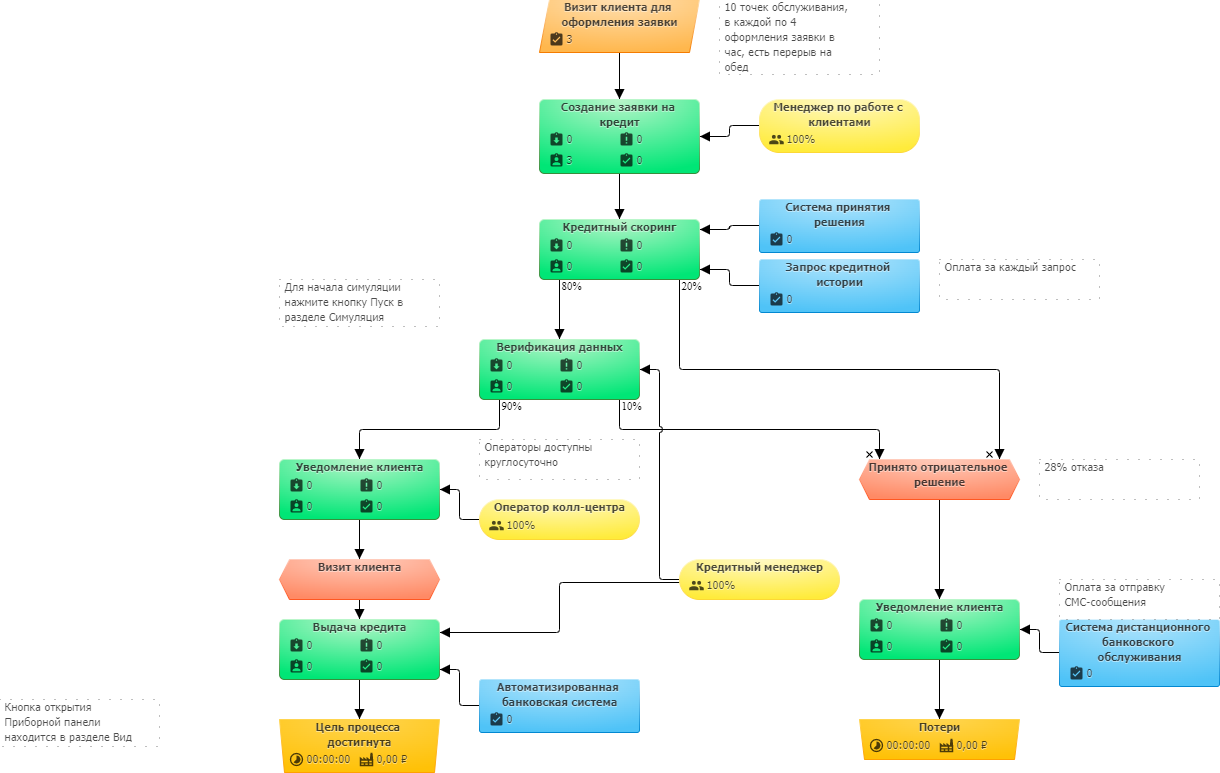 Визит клиента для
оформления заявки
3
10 точек обслуживания,
в каждой по 4
оформления заявки в
час, есть перерыв на
обед
Создание заявки на
кредит
0 0
3 0
Менеджер по работе с
клиентами
100%
Кредитный скоринг
0 0
0 0
Система принятия
решения
0
Запрос кредитной
истории
0
Оплата за каждый запрос
80%
20%
Для начала симуляции
нажмите кнопку Пуск в
разделе Симуляция
Верификация данных
0 0
0 0
90%
10%
Операторы доступны
круглосуточно
Уведомление клиента
0 0
0 0
Оператор колл-центра
100%
Принято отрицательное
решение
28% отказа
Визит клиента
Кредитный менеджер
100%
Выдача кредита
0 0
0 0
Автоматизированная
банковская система
0
Оплата за отправку
СМС-сообщения
Уведомление клиента
0 0
0 0
Система дистанционного
банковского
обслуживания
0
Кнопка открытия
Приборной панели
находится в разделе Вид
Цель процесса
достигнута
00:00:00 0,00 ₽
Потери
00:00:00 0,00 ₽